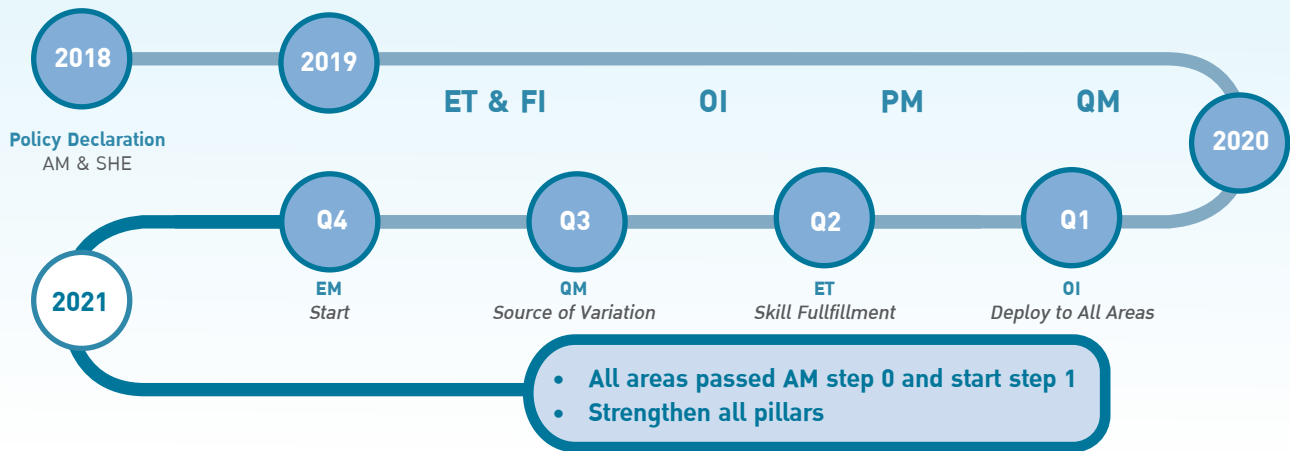 2018
2019
ET & FI
OI
PM
QM
2020
Policy Declaration
AM & SHE
Q1
OI
Deploy to All Areas
Q2
ET
Skill Fullfillment
Q3
QM
Source of Variation
Q4
EM
Start
2021
• All areas passed AM step 0 and start step 1
• Strengthen all pillars